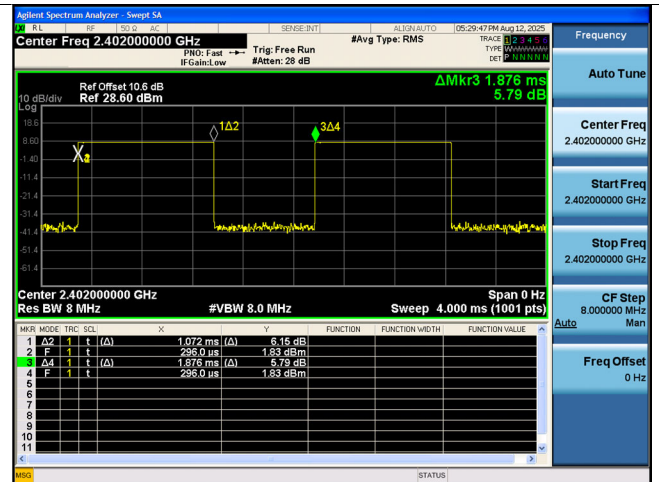 Agilent Spectrum Analyzer - Swept SA
RL RF 50 Ω AC SENSE:INT ALIGN AUTO 05:29:47 PM Aug 12, 2025
Center Freq 2.402000000 GHz #Avg Type: RMS TRACE 1 2 3 4 5 6
PNO: Fast Trig: Free Run TYPE
IFGain:Low #Atten: 28 dB DET P N N N N N
ΔMkr3 1.876 ms
Ref Offset 10.6 dB
10 dB/div Ref 28.60 dBm 5.79 dB
Log
18.6
1Δ2 3Δ4
8.60
-1.40
-11.4
-21.4
-31.4
-41.4
-51.4
-61.4
Center 2.402000000 GHz Span 0 Hz
Res BW 8 MHz #VBW 8.0 MHz Sweep 4.000 ms (1001 pts)
MKR MODE TRC SCL X Y FUNCTION FUNCTION WIDTH FUNCTION VALUE
1 Δ2 1 t (Δ) 1.072 ms (Δ) 6.15 dB
2 F 1 t 296.0 µs 1.83 dBm
3 Δ4 1 t (Δ) 1.876 ms (Δ) 5.79 dB
4 F 1 t 296.0 µs 1.83 dBm
5
6
7
8
9
10
11
MSG STATUS
Frequency
Auto Tune
Center Freq
2.402000000 GHz
Start Freq
2.402000000 GHz
Stop Freq
2.402000000 GHz
CF Step
8.000000 MHz
Auto Man
Freq Offset
0 Hz